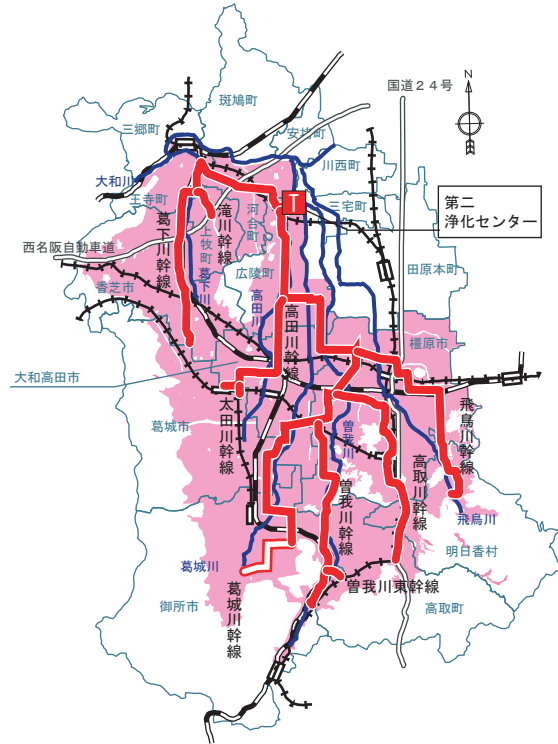 国道24号
N
斑鳩町
三郷町
安堵町
川西町
大和川
王寺町
三宅町
第二
浄化センター
滝川幹線
河合町
上牧町
葛下川幹線
西名阪自動車道
葛下川
広陵町
田原本町
香芝市
高田川
高田川幹線
橿原市
大和高田市
太田川幹線
葛城市
曽我川
飛鳥川幹線
高取川幹線
曽我川幹線
飛鳥川
明日香村
葛城川
曽我川東幹線
御所市
葛城川幹線
高取町